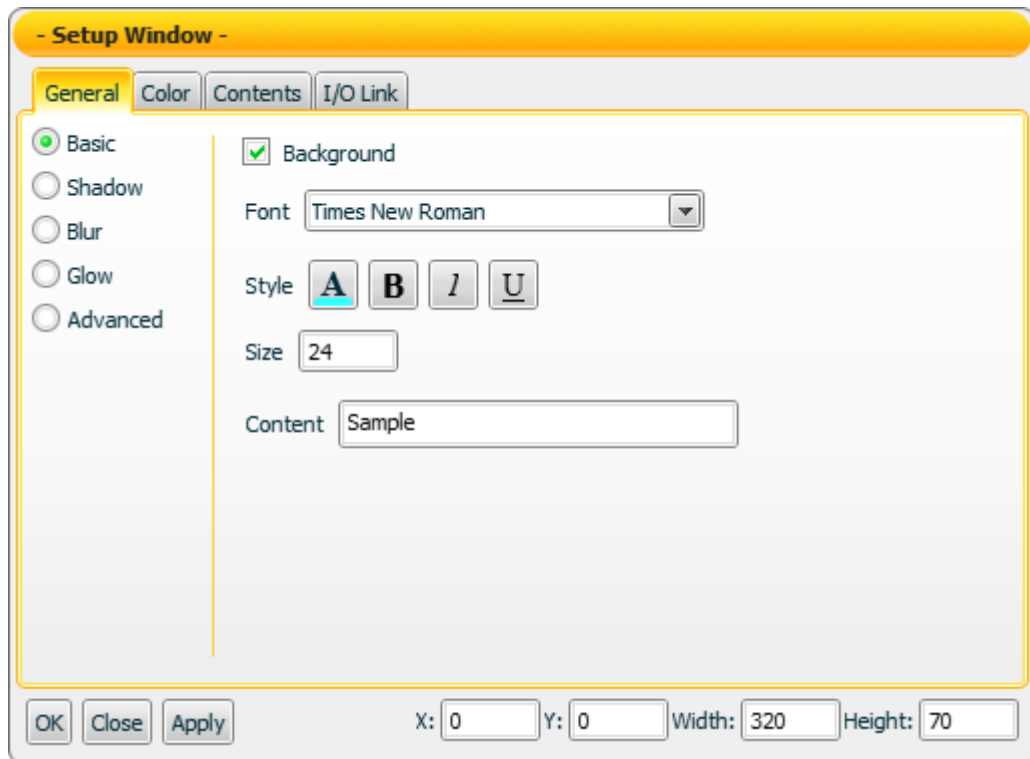 - Setup Window -
General Color Contents I/O Link
Basic
Shadow
Blur
Glow
Advanced
Background
Font Times New Roman
Style A B I U
Size 24
Content Sample
OK Close Apply X: 0 Y: 0 Width: 320 Height: 70